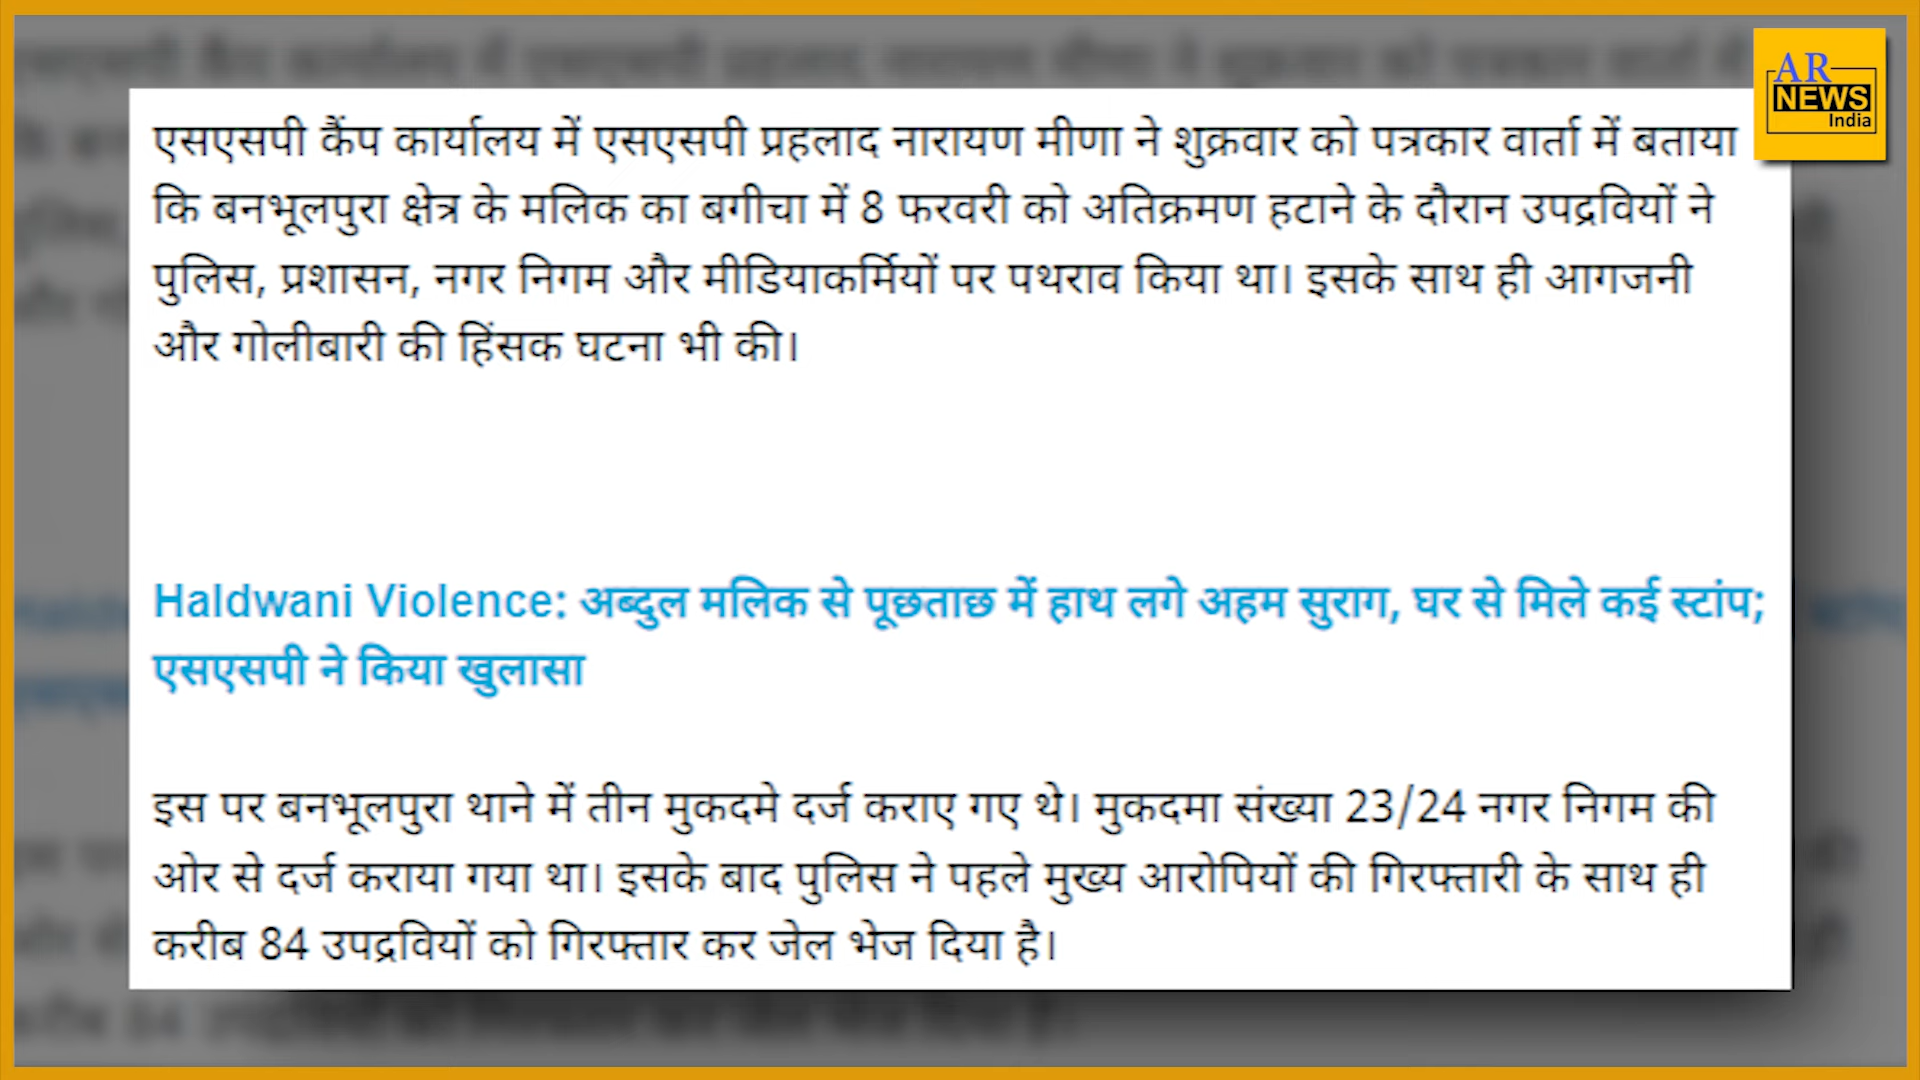 AR
NEWS
India
एसएसपी कैंप कार्यालय में एसएसपी प्रहलाद नारायण मीणा ने शुक्रवार को पत्रकार वार्ता में बताया
कि बनभूलपुरा क्षेत्र के मलिक का बगीचा में 8 फरवरी को अतिक्रमण हटाने के दौरान उपद्रवियों ने
पुलिस, प्रशासन, नगर निगम और मीडियाकर्मियों पर पथराव किया था। इसके साथ ही आगजनी
और गोलीबारी की हिंसक घटना भी की।
Haldwani Violence: अब्दुल मलिक से पूछताछ में हाथ लगे अहम सुराग, घर से मिले कई स्टांप;
एसएसपी ने किया खुलासा
इस पर बनभूलपुरा थाने में तीन मुकदमे दर्ज कराए गए थे। मुकदमा संख्या 23/24 नगर निगम की
ओर से दर्ज कराया गया था। इसके बाद पुलिस ने पहले मुख्य आरोपियों की गिरफ्तारी के साथ ही
करीब 84 उपद्रवियों को गिरफ्तार कर जेल भेज दिया है।